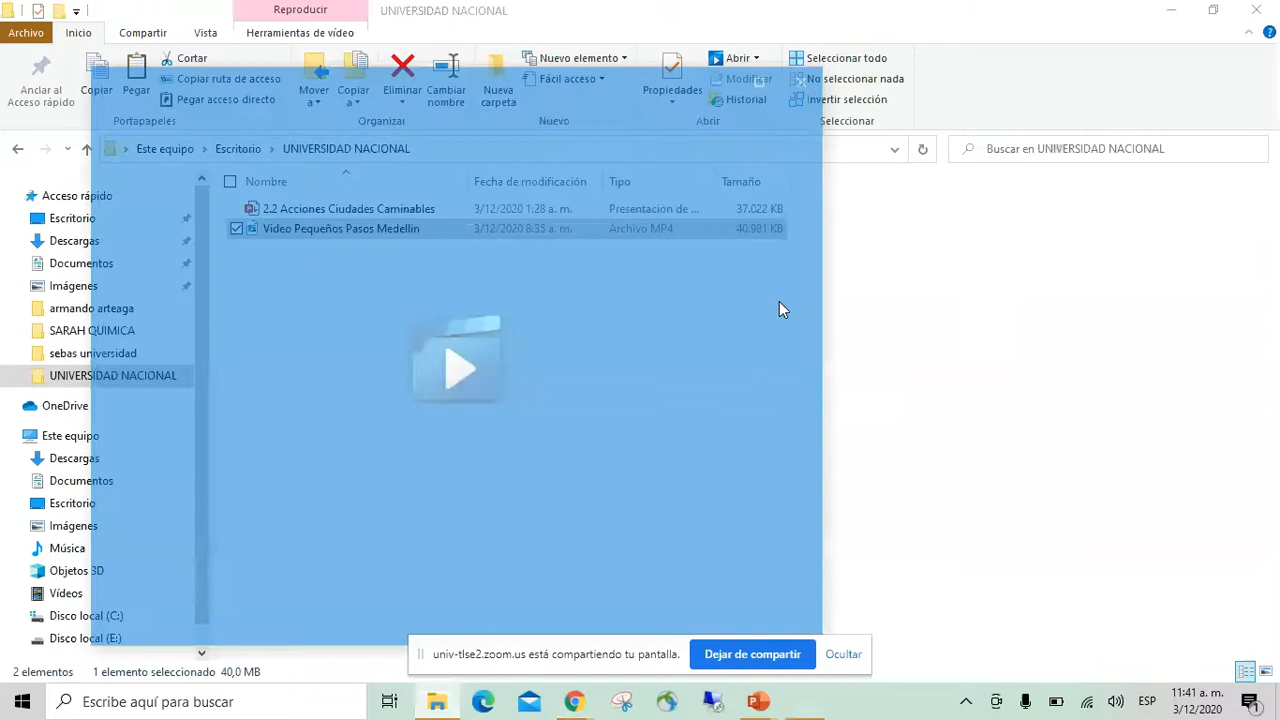 Reproducir
UNIVERSIDAD NACIONAL
Archivo
Inicio
Compartir
Vista
Herramientas de vídeo
Anclar al
Acceso rápido
Copiar
Pegar
Cortar
Copiar ruta de acceso
Pegar acceso directo
Mover
a
Copiar
a
Eliminar
Cambiar
nombre
Nueva
carpeta
Nuevo elemento
Fácil acceso
Propiedades
Abrir
Modificar
Historial
Seleccionar todo
No seleccionar nada
Invertir selección
Portapapeles
Organizar
Nuevo
Abrir
Seleccionar
Este equipo
Escritorio
UNIVERSIDAD NACIONAL
Buscar en UNIVERSIDAD NACIONAL
Acceso rápido
Escritorio
Descargas
Documentos
Imágenes
armando arteaga
SARAH QUIMICA
sebas universidad
UNIVERSIDAD NACIONAL
OneDrive
Este equipo
Descargas
Documentos
Escritorio
Imágenes
Música
Objetos 3D
Vídeos
Disco local (C:)
Disco local (E:)
Nombre Fecha de modificación Tipo Tamaño
2.2 Acciones Ciudades Caminables 3/12/2020 1:28 a. m. Presentación de ... 37.022 KB
Video Pequeños Pasos Medellin 3/12/2020 8:35 a. m. Archivo MP4 40.981 KB
univ-tlse2.zoom.us está compartiendo tu pantalla.
Dejar de compartir
Ocultar
2 elementos 1 elemento seleccionado 40,0 MB
Escribe aquí para buscar
ESP
11:41 a. m.
3/12/2020